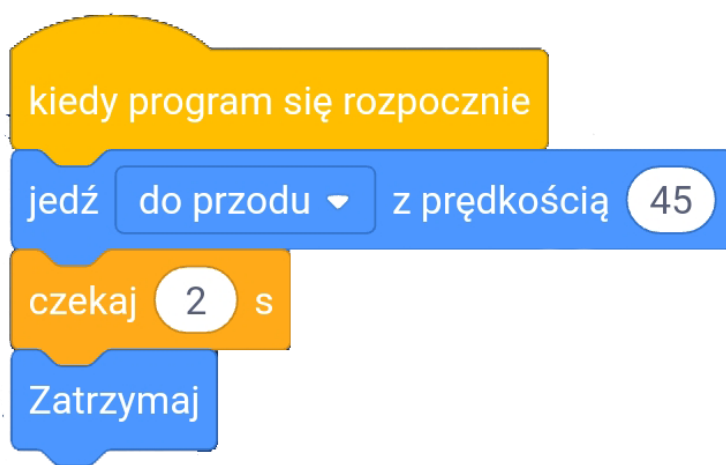 kiedy program się rozpocznie
jedź do przodu z prędkością 45
czekaj 2 s
Zatrzymaj